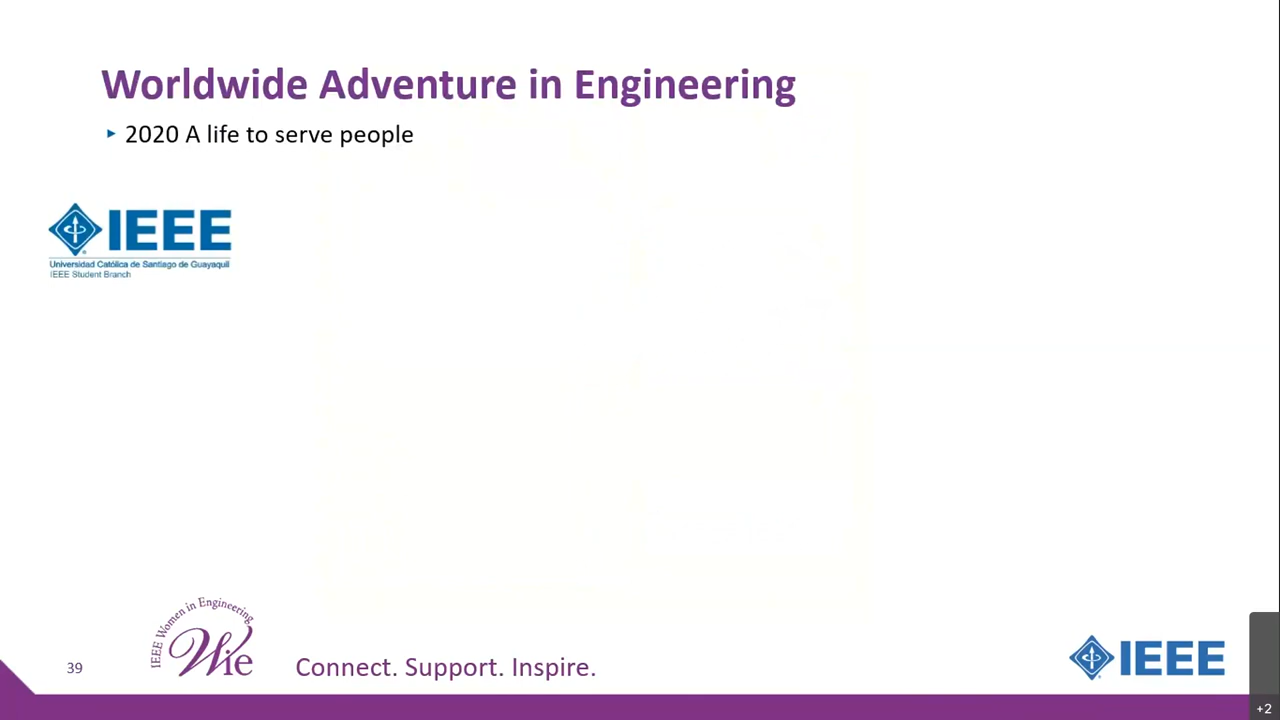 Worldwide Adventure in Engineering
2020 A life to serve people
IEEE
Universidad Católica de Santiago de Guayaquil
IEEE Student Branch
IEEE Women in Engineering
Wie
39
Connect. Support. Inspire.
IEEE
+2